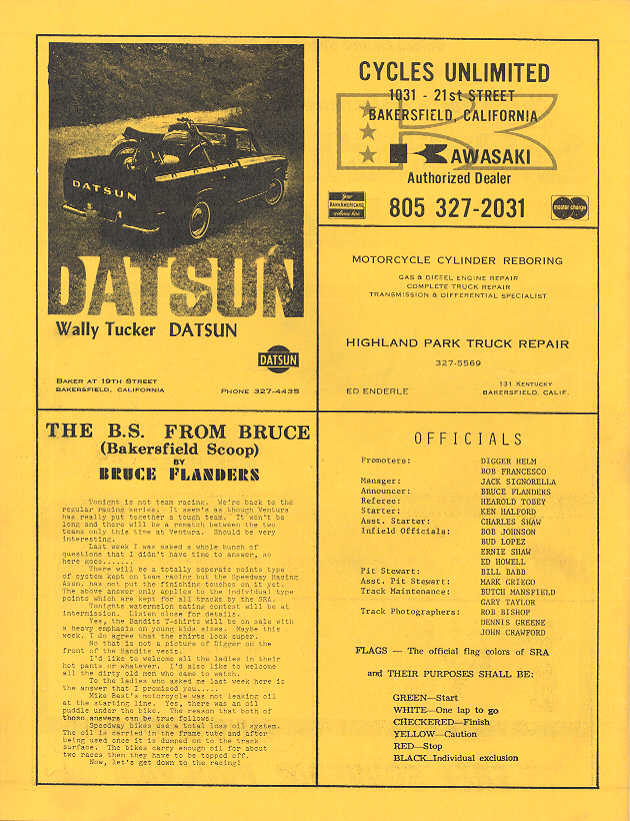 DATSUN
DATSUN
Wally Tucker DATSUN
DATSUN
BAKER AT 19TH STREET
BAKERSFIELD, CALIFORNIA
PHONE 327-4435
CYCLES UNLIMITED
1031 - 21st STREET
BAKERSFIELD, CALIFORNIA
KAWASAKI
Authorized Dealer
Your
BANKAMERICARD
welcome here
805 327-2031
master charge
MOTORCYCLE CYLINDER REBORING
GAS & DIESEL ENGINE REPAIR
COMPLETE TRUCK REPAIR
TRANSMISSION & DIFFERENTIAL SPECIALIST
HIGHLAND PARK TRUCK REPAIR
327-5569
ED ENDERLE
131 KENTUCKY
BAKERSFIELD, CALIF.
THE B.S. FROM BRUCE
(Bakersfield Scoop)
BY
BRUCE FLANDERS
Tonight is not team racing. We're back to the
regular racing series. It seem's as though Ventura
has really put together a tough team. It won't be
long and there will be a rematch between the two
teams only this time at Ventura. Should be very
interesting.
Last week I was asked a whole bunch of
questions that I didn't have time to answer, so
here goes.......
There will be a totally seperate points type
of system kept on team racing but the Speedway Racing
Assn. has not put the finishing touches on it yet.
The above answer only applies to the individual type
points which are kept for all tracks by the SRA.
Tonights watermelon eating contest will be at
intermission. Listen close for details.
Yes, the Bandits T-shirts will be on sale with
a heavy emphasis on young kids sizes. Maybe this
week. I do agree that the shirts look super.
No that is not a picture of Digger on the
front of the Bandits vests.
I'd like to welcome all the ladies in their
hot pants or whatever. I'd also like to welcome
all the dirty old men who came to watch.
To the ladies who asked me last week here is
the answer that I promised you.....
Mike Bast's motorcycle was not leaking oil
at the starting line. Yes, there was an oil
puddle under the bike. The reason that both of
those answers can be true follows:
Speedway bikes use a total loss oil system.
The oil is carried in the frame tube and after
being used once it is dumped on to the track
surface. The bikes carry enough oil for about
two races then they have to be topped off.
Now, let's get down to the racing!
OFFICIALS
Promoters: DIGGER HELM
BOB FRANCESCO
Manager: JACK SIGNORELLA
Announcer: BRUCE FLANDERS
Referee: HEAROLD TOBEY
Starter: KEN HALFORD
Asst. Starter: CHARLES SHAW
Infield Officials: BOB JOHNSON
BUD LOPEZ
ERNIE SHAW
ED HOWELL
Pit Stewart: BILL BABB
Asst. Pit Stewart: MARK GRIEGO
Track Maintenance: BUTCH MANSFIELD
GARY TAYLOR
Track Photographers: ROB BISHOP
DENNIS GREENE
JOHN CRAWFORD
FLAGS — The official flag colors of SRA
and THEIR PURPOSES SHALL BE:
GREEN—Start
WHITE—One lap to go
CHECKERED—Finish
YELLOW—Caution
RED—Stop
BLACK—Individual exclusion